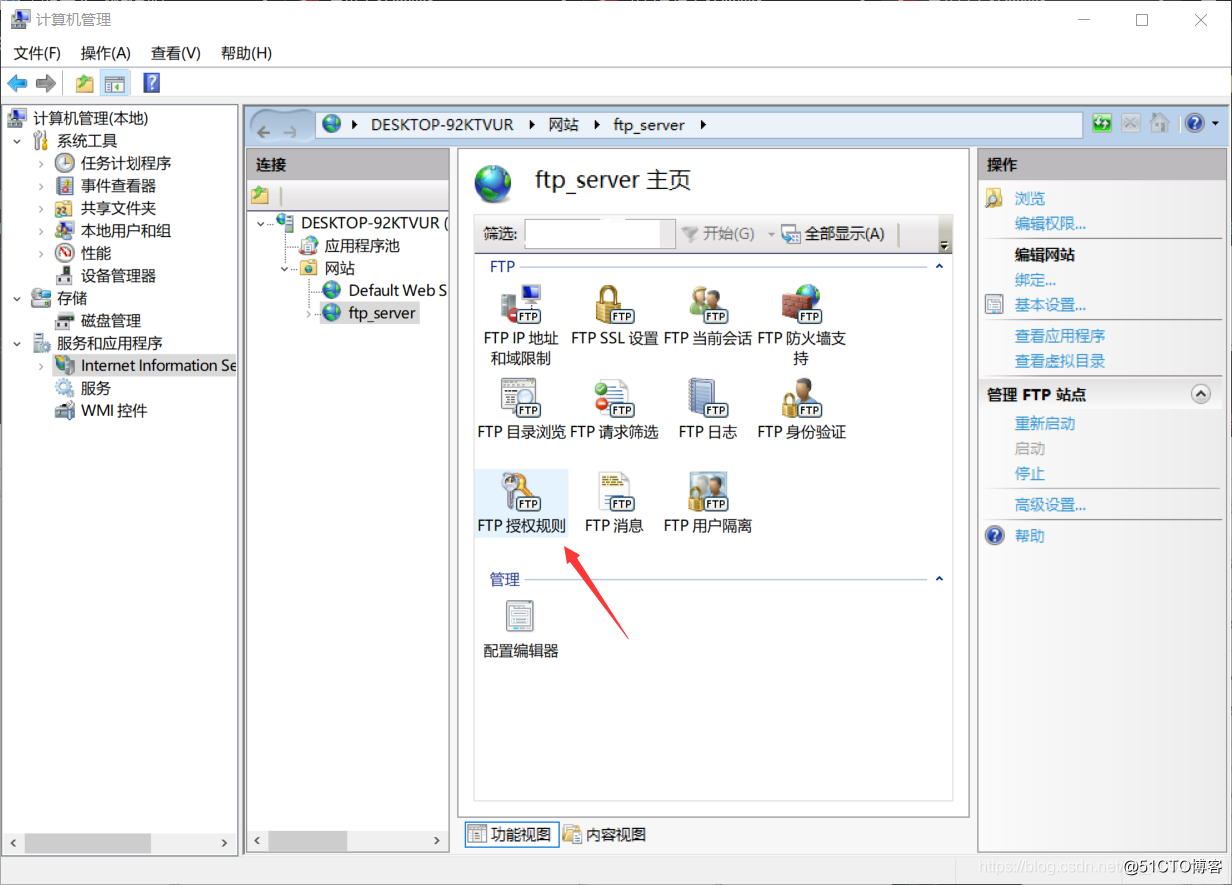 计算机管理
文件(F) 操作(A) 查看(V) 帮助(H)
计算机管理(本地)
系统工具
任务计划程序
事件查看器
共享文件夹
本地用户和组
性能
设备管理器
存储
磁盘管理
服务和应用程序
Internet Information Se
服务
WMI 控件
DESKTOP-92KTVUR 网站 ftp_server
连接
DESKTOP-92KTVUR (
应用程序池
网站
Default Web S
ftp_server
ftp_server 主页
筛选: 开始(G) 全部显示(A)
FTP
FTP IP 地址和域限制
FTP SSL 设置
FTP 当前会话
FTP 防火墙支持
FTP 目录浏览
FTP 请求筛选
FTP 日志
FTP 身份验证
FTP 授权规则
FTP 消息
FTP 用户隔离
管理
配置编辑器
功能视图 内容视图
操作
浏览
编辑权限...
编辑网站
绑定...
基本设置...
查看应用程序
查看虚拟目录
管理 FTP 站点
重新启动
启动
停止
高级设置...
帮助
https://blog.csdn.net
@51CTO博客